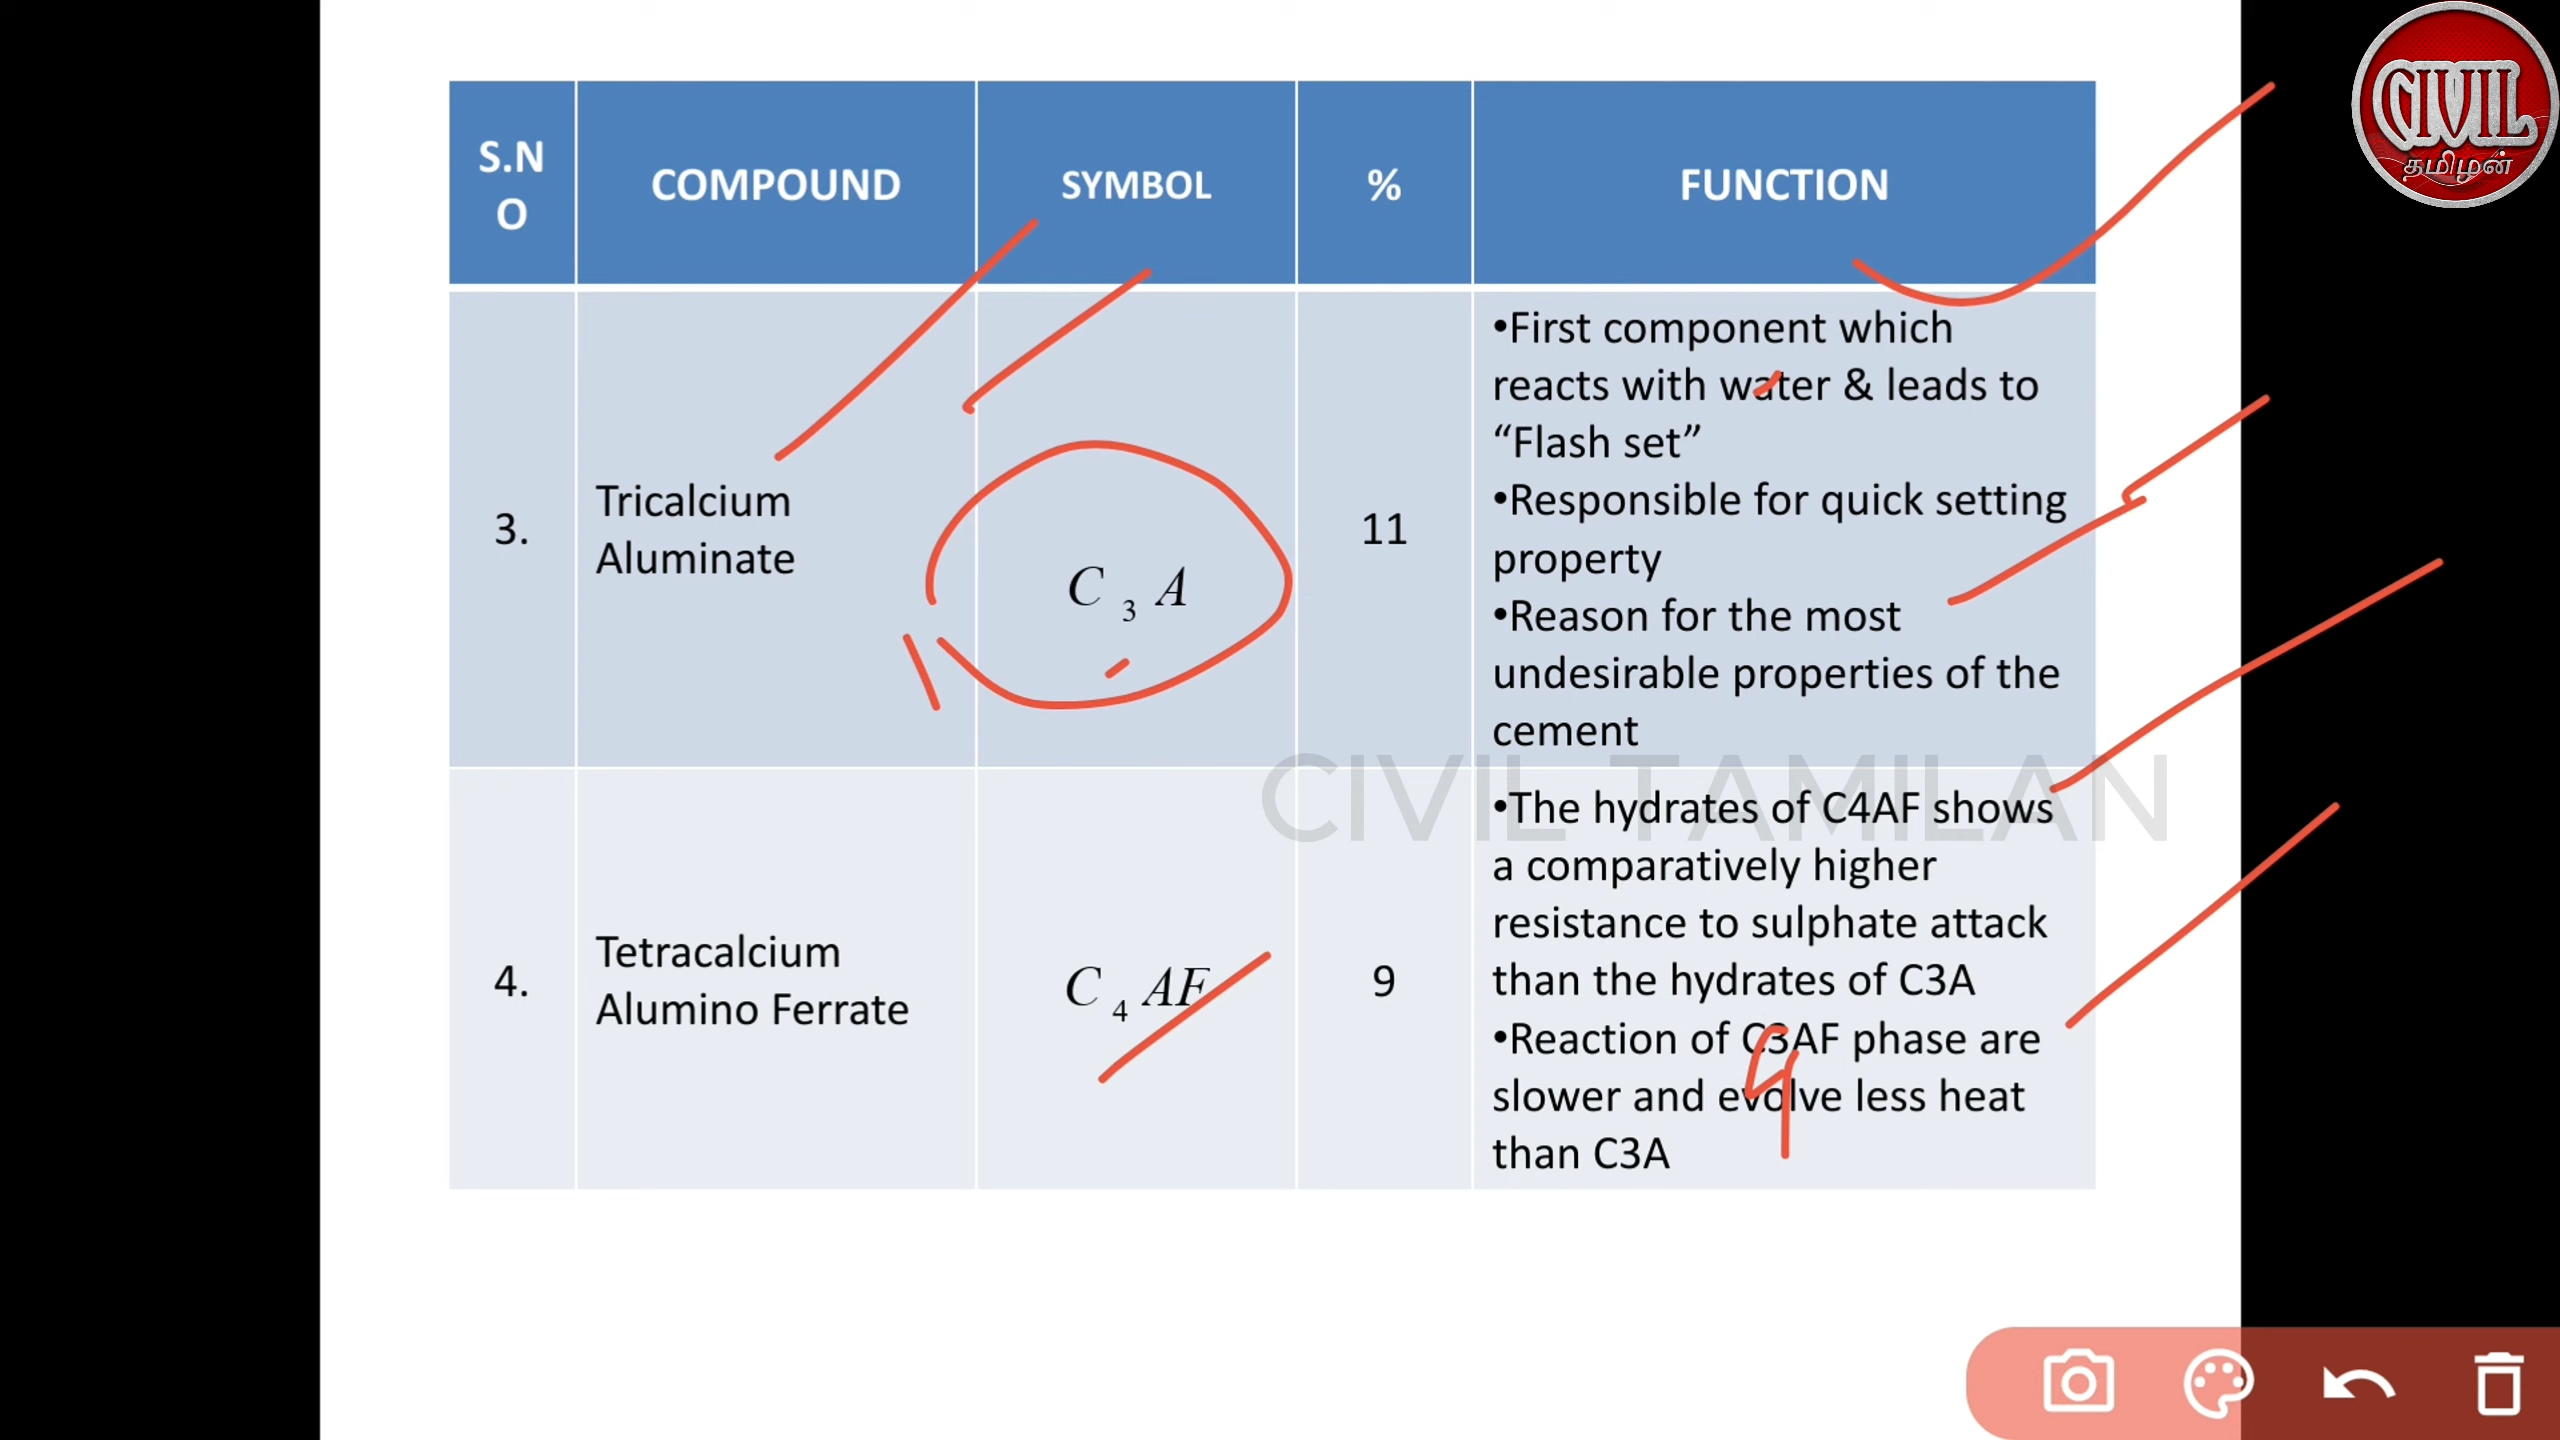 S.N
O
COMPOUND
SYMBOL
%
FUNCTION
3.
Tricalcium
Aluminate
C 3 A
11
•First component which
reacts with water & leads to
“Flash set”
•Responsible for quick setting
property
•Reason for the most
undesirable properties of the
cement
4.
Tetracalcium
Alumino Ferrate
C 4 AF
9
•The hydrates of C4AF shows
a comparatively higher
resistance to sulphate attack
than the hydrates of C3A
•Reaction of C3AF phase are
slower and evolve less heat
than C3A
4
CIVIL TAMILAN
CIVIL
தமிழன்